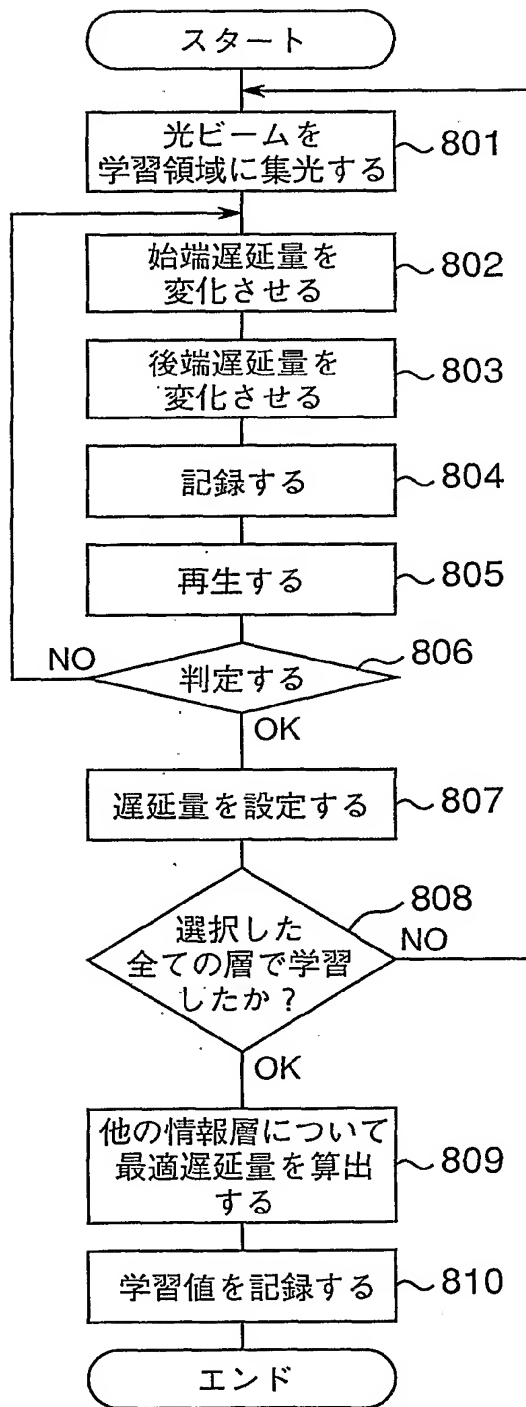 スタート
光ビームを
学習領域に集光する
801
始端遅延量を
変化させる
802
後端遅延量を
変化させる
803
記録する
804
再生する
805
NO
判定する
806
OK
遅延量を設定する
807
808
選択した
全ての層で学習
したか？
NO
OK
他の情報層について
最適遅延量を算出
する
809
学習値を記録する
810
エンド